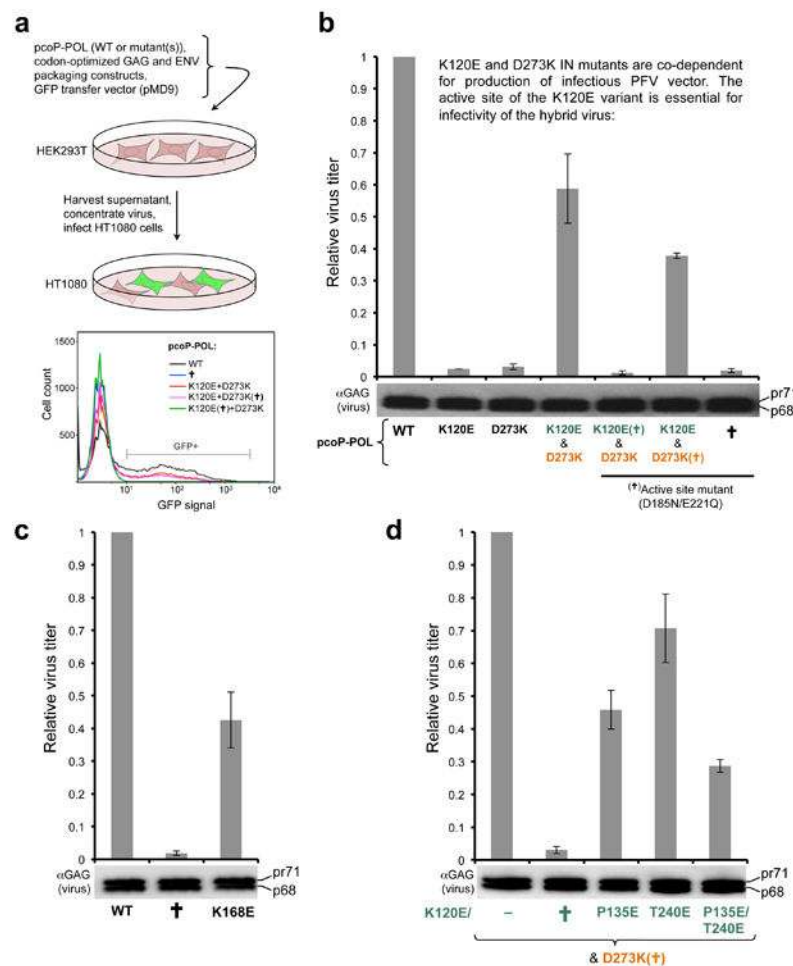 a
pcoP-POL (WT or mutant(s)),
codon-optimized GAG and ENV
packaging constructs,
GFP transfer vector (pMD9)
HEK293T
Harvest supernatant,
concentrate virus,
infect HT1080 cells
HT1080
Cell count
1500
1000
500
pcoP-POL:
WT
✝
K120E+D273K
K120E+D273K(✝)
K120E(✝)+D273K
GFP+
10¹ 10² 10³ 10⁴
GFP signal
b
K120E and D273K IN mutants are co-dependent
for production of infectious PFV vector. The
active site of the K120E variant is essential for
infectivity of the hybrid virus:
Relative virus titer
1
0.9
0.8
0.7
0.6
0.5
0.4
0.3
0.2
0.1
0
αGAG
(virus)
pr71
p68
pcoP-POL
WT K120E D273K K120E K120E(✝) K120E ✝
& & &
D273K D273K D273K(✝)
(✝)Active site mutant
(D185N/E221Q)
c
Relative virus titer
1
0.9
0.8
0.7
0.6
0.5
0.4
0.3
0.2
0.1
0
αGAG
(virus)
pr71
p68
WT ✝ K168E
d
Relative virus titer
1
0.9
0.8
0.7
0.6
0.5
0.4
0.3
0.2
0.1
0
αGAG
(virus)
pr71
p68
K120E/ – ✝ P135E T240E P135E/
T240E
& D273K(✝)